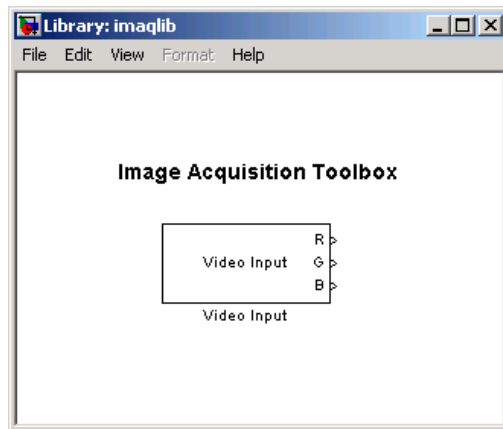 Library: imaqlib
File Edit View Format Help
Image Acquisition Toolbox
R
Video Input G
B
Video Input